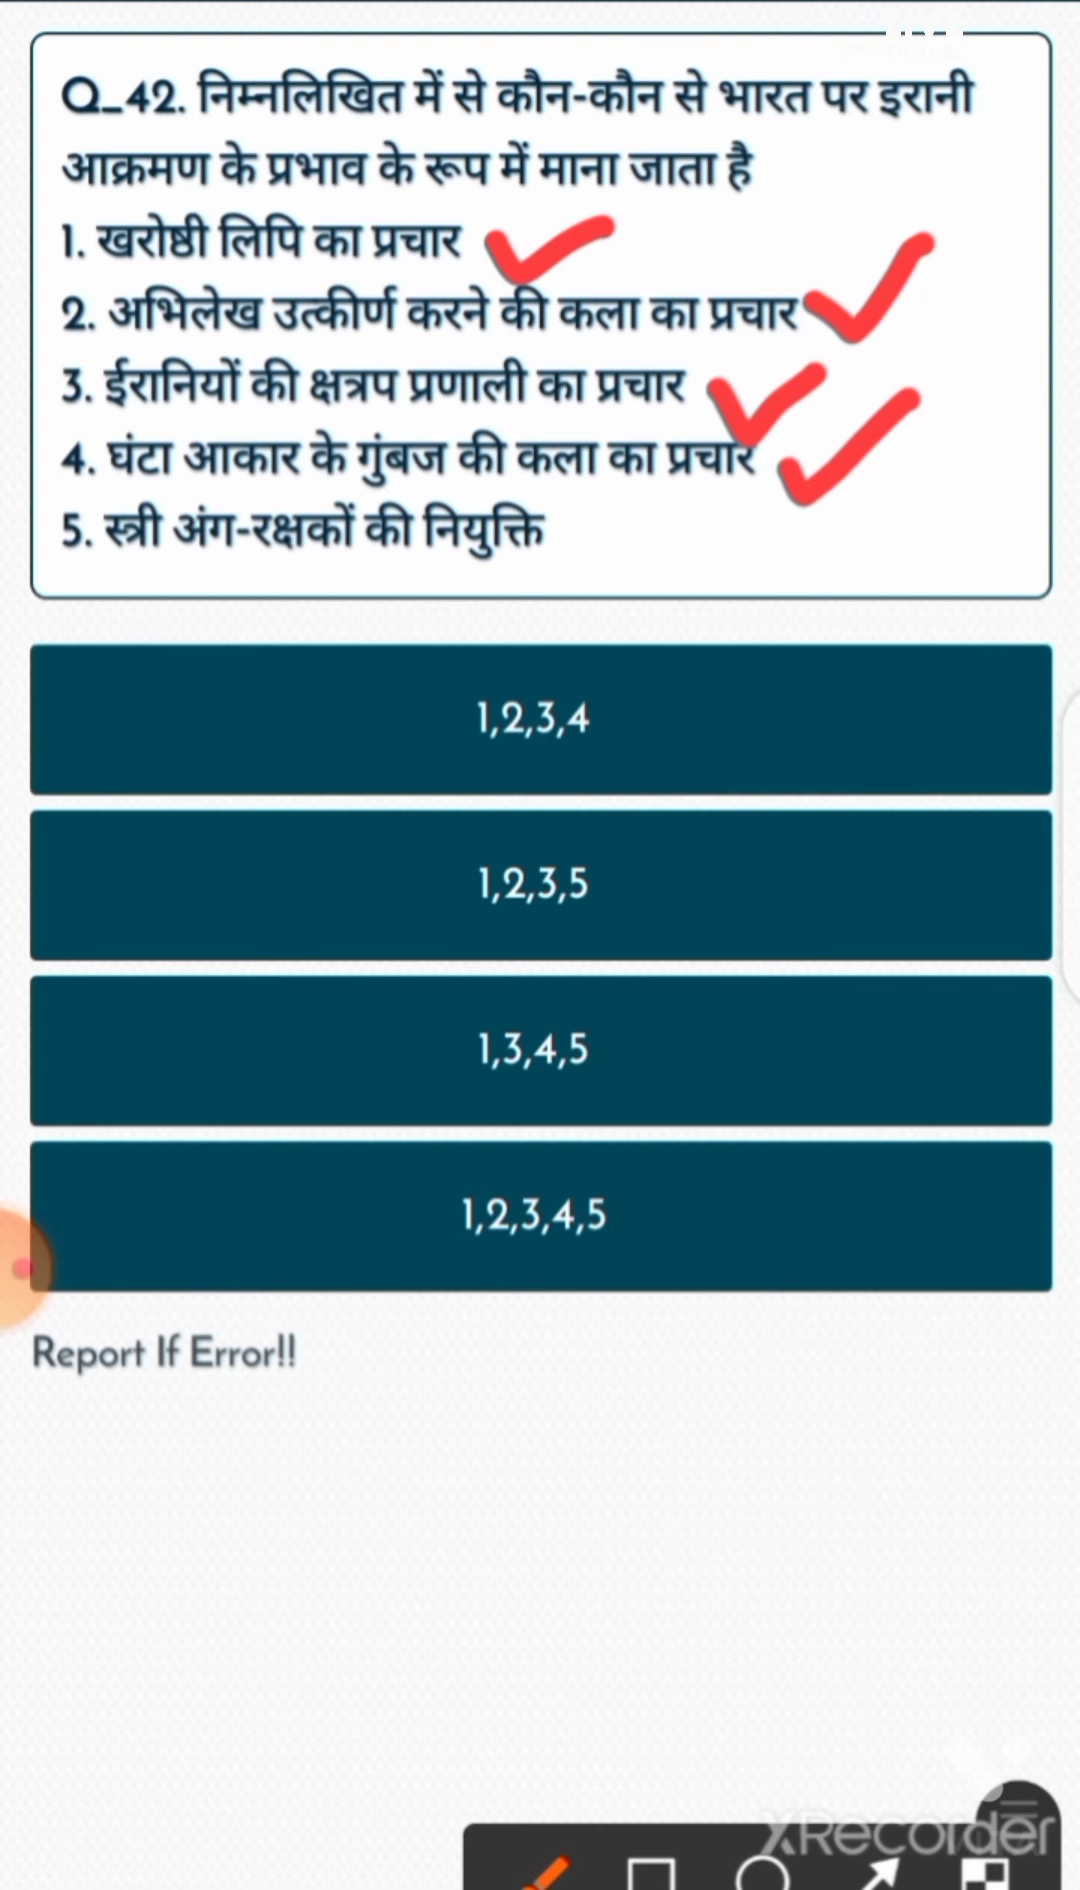 Q_42. निम्नलिखित में से कौन-कौन से भारत पर इरानी
आक्रमण के प्रभाव के रूप में माना जाता है
1. खरोष्ठी लिपि का प्रचार
2. अभिलेख उत्कीर्ण करने की कला का प्रचार
3. ईरानियों की क्षत्रप प्रणाली का प्रचार
4. घंटा आकार के गुंबज की कला का प्रचार
5. स्त्री अंग-रक्षकों की नियुक्ति
1,2,3,4
1,2,3,5
1,3,4,5
1,2,3,4,5
Report If Error!!
XRecorder